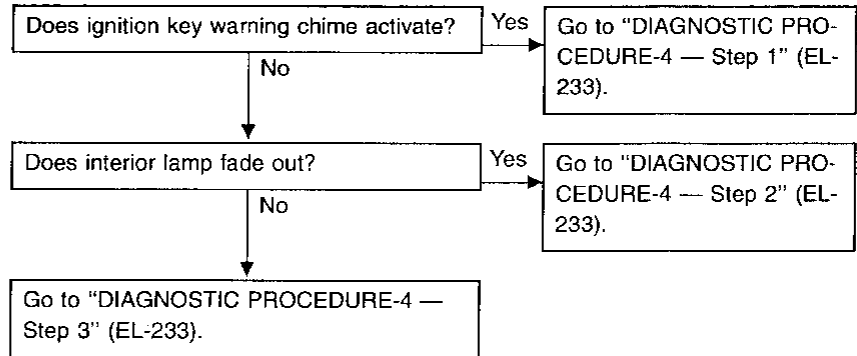 Does ignition key warning chime activate?
Yes
Go to "DIAGNOSTIC PRO-
CEDURE-4 — Step 1" (EL-
233).
No
Does interior lamp fade out?
Yes
Go to "DIAGNOSTIC PRO-
CEDURE-4 — Step 2" (EL-
233).
No
Go to "DIAGNOSTIC PROCEDURE-4 —
Step 3" (EL-233).